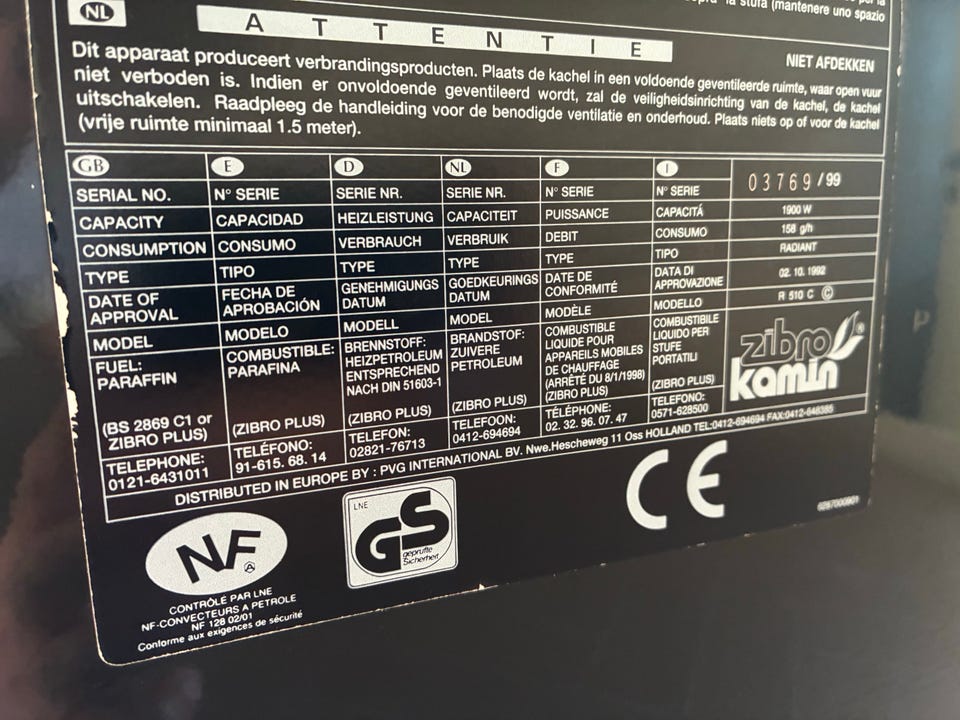 la stufa (mantenere uno spazio
NL
ATTENTIE
NIET AFDEKKEN
Dit apparaat produceert verbrandingsproducten. Plaats de kachel in een voldoende geventileerde ruimte, waar open vuur
niet verboden is. Indien er onvoldoende geventileerd wordt, zal de veiligheidsinrichting van de kachel, de kachel
uitschakelen. Raadpleeg de handleiding voor de benodigde ventilatie en onderhoud. Plaats niets op of voor de kachel
(vrije ruimte minimaal 1.5 meter).
GB E D NL F I
SERIAL NO. N° SERIE SERIE NR. SERIE NR. N° SERIE N° SERIE 03769/99
CAPACITY CAPACIDAD HEIZLEISTUNG CAPACITEIT PUISSANCE CAPACITÁ 1900 W
CONSUMPTION CONSUMO VERBRAUCH VERBRUIK DEBIT CONSUMO 158 g/h
TYPE TIPO TYPE TYPE TYPE TIPO RADIANT
DATE OF FECHA DE GENEHMIGUNGS GOEDKEURINGS DATE DE DATA DI 02. 10. 1992
APPROVAL APROBACIÓN DATUM DATUM CONFORMITÉ APPROVAZIONE
MODEL MODELO MODELL MODEL MODÈLE MODELLO R 510 C ©
FUEL: COMBUSTIBLE: BRENNSTOFF: BRANDSTOF: COMBUSTIBLE COMBUSTIBILE
PARAFFIN PARAFINA HEIZPETROLEUM ZUIVERE LIQUIDE POUR LIQUIDO PER
ENTSPRECHEND PETROLEUM APPAREILS MOBILES STUFE
NACH DIN 51603-1 DE CHAUFFAGE PORTATILI
(ARRÊTÉ DU 8/1/1998)
(BS 2869 C1 or (ZIBRO PLUS) (ZIBRO PLUS) (ZIBRO PLUS) (ZIBRO PLUS) (ZIBRO PLUS)
ZIBRO PLUS)
TELEPHONE: TELÉFONO: TELEFON: TELEFOON: TÉLÉPHONE: TELEFONO:
0121-6431011 91-615. 68. 14 02821-76713 0412-694694 02. 32. 96. 07. 47 0571-628500
zibro ®
kamin
DISTRIBUTED IN EUROPE BY : PVG INTERNATIONAL BV. Nwe.Hescheweg 11 Oss HOLLAND TEL:0412-694694 FAX:0412-648385
NF
CONTRÔLE PAR LNE
NF-CONVECTEURS A PETROLE
NF 128 02/01
Conforme aux exigences de sécurité
LNE
GS
geprüfte
Sicherheit
CE